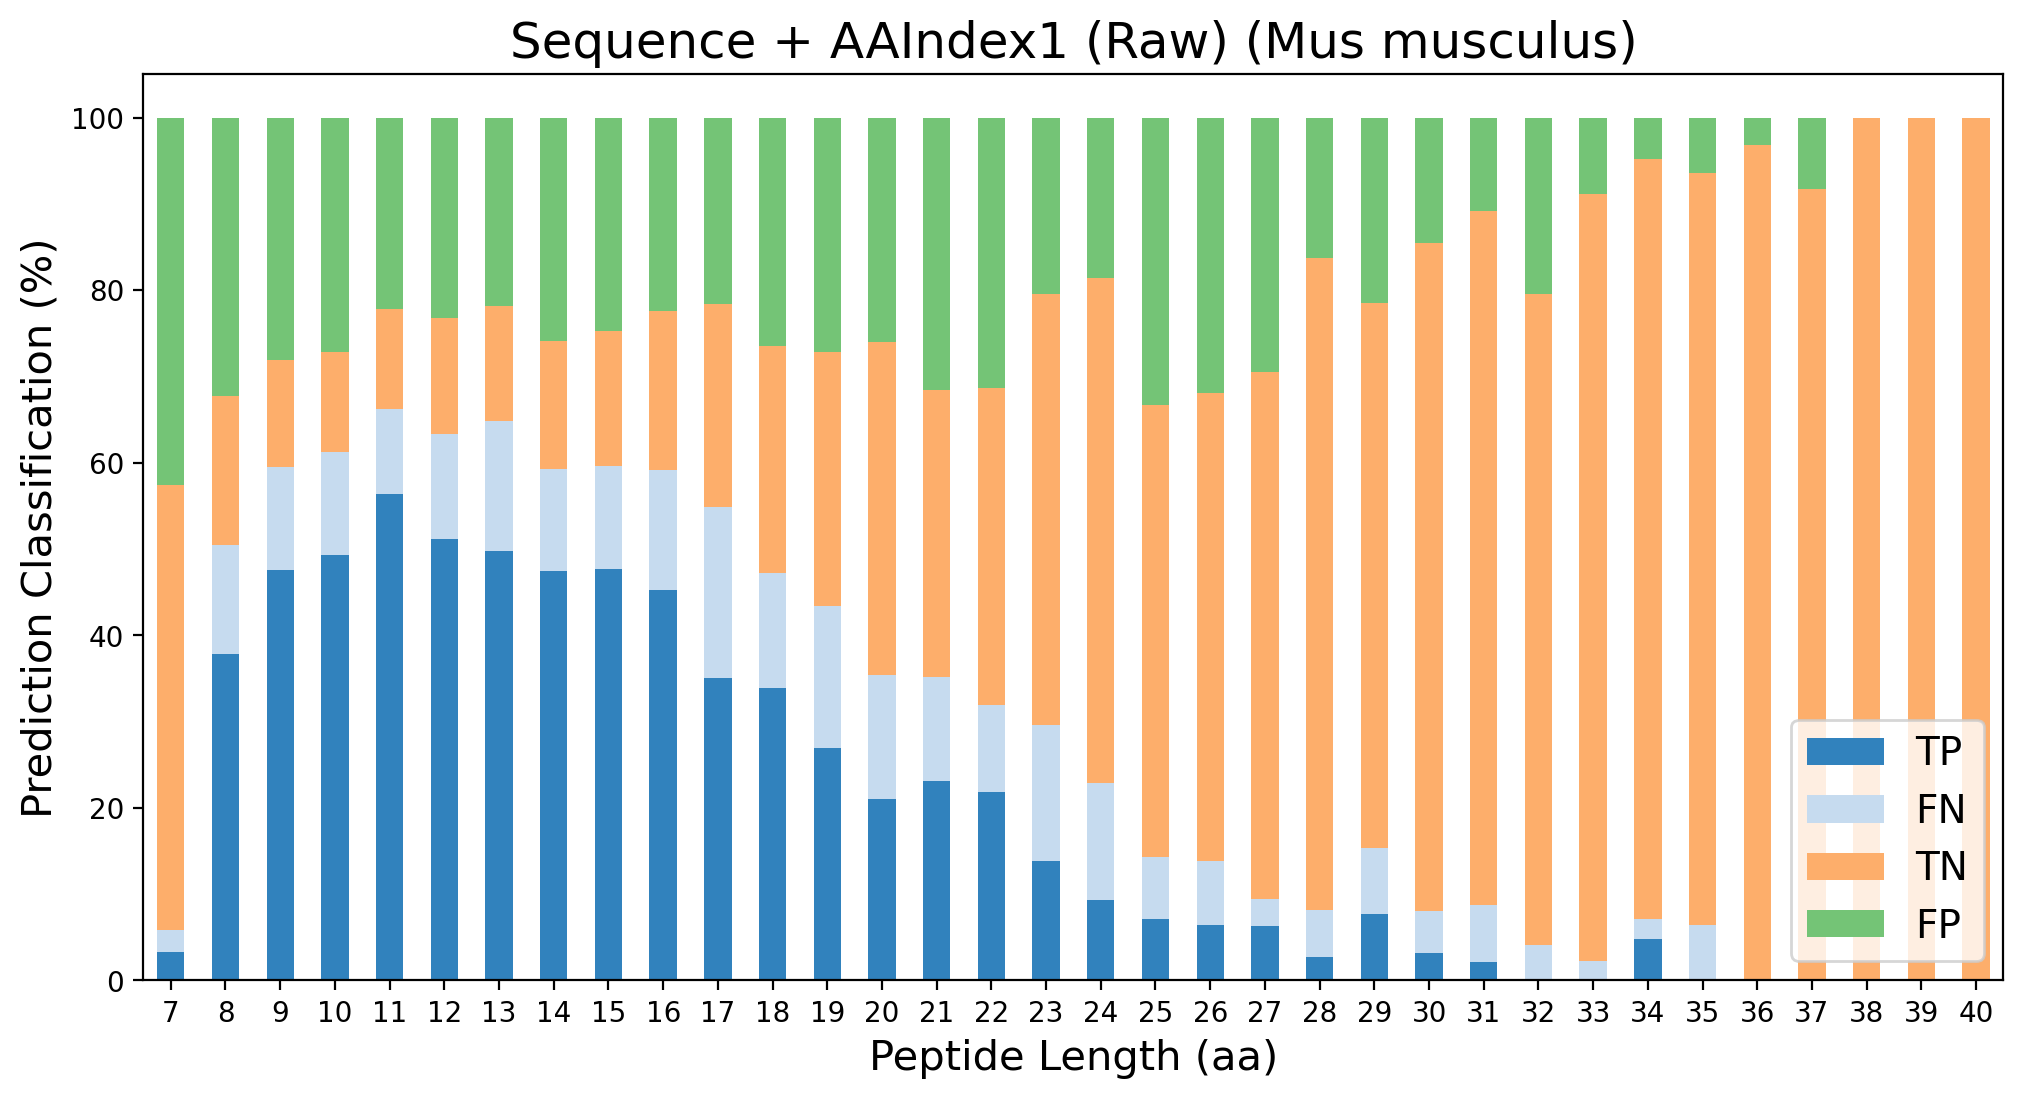 Sequence + AAIndex1 (Raw) (Mus musculus)
Prediction Classification (%)
100
80
60
40
20
0
7 8 9 10 11 12 13 14 15 16 17 18 19 20 21 22 23 24 25 26 27 28 29 30 31 32 33 34 35 36 37 38 39 40
Peptide Length (aa)
TP
FN
TN
FP